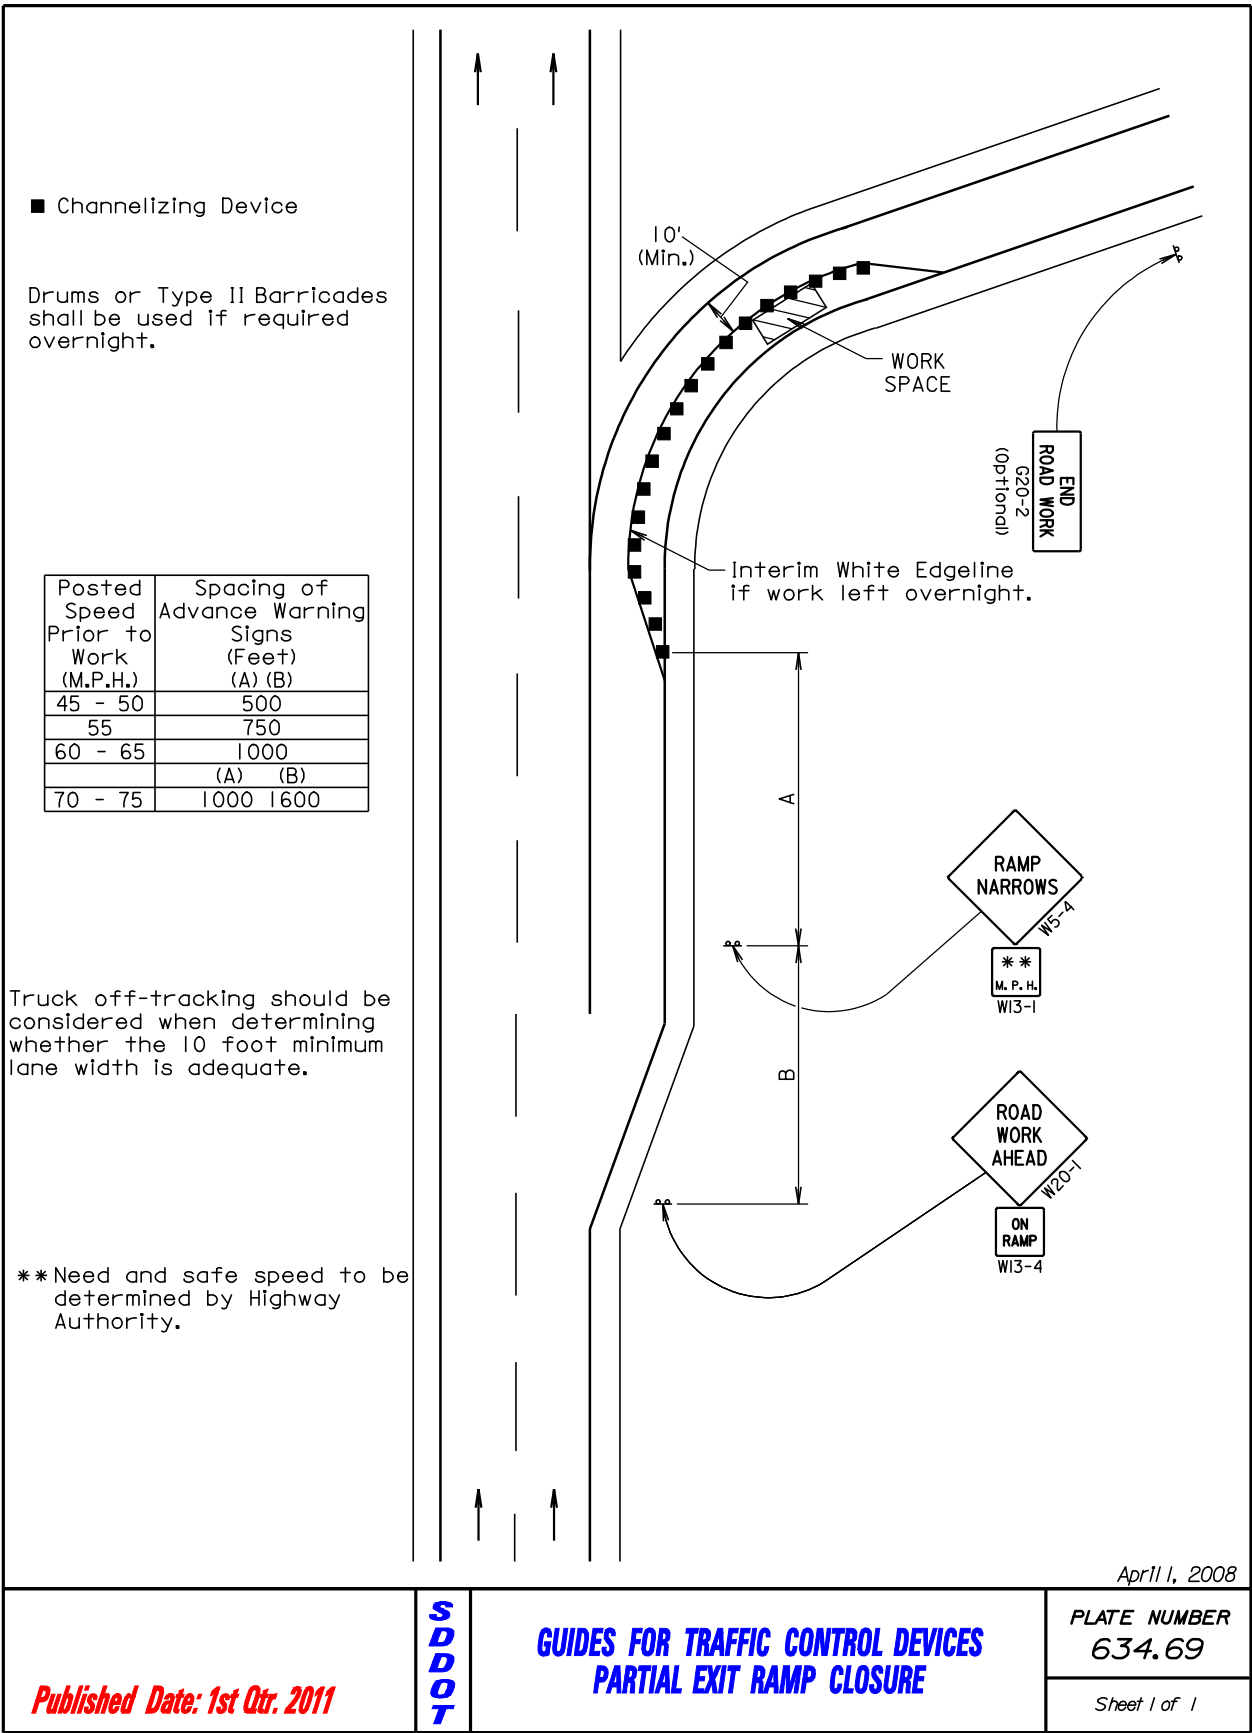 ■ Channelizing Device
Drums or Type II Barricades
shall be used if required
overnight.
10'
(Min.)
WORK
SPACE
END
ROAD WORK
G20-2
(Optional)
Interim White Edgeline
if work left overnight.
Posted
Speed
Prior to
Work
(M.P.H.)
Spacing of
Advance Warning
Signs
(Feet)
(A) (B)
45 - 50 500
55 750
60 - 65 1000
(A) (B)
70 - 75 1000 1600
A
RAMP
NARROWS
W5-4
** 
M.P.H.
W13-1
Truck off-tracking should be
considered when determining
whether the 10 foot minimum
lane width is adequate.
B
ROAD
WORK
AHEAD
W20-1
ON
RAMP
W13-4
** Need and safe speed to be
determined by Highway
Authority.
April 1, 2008
Published Date: 1st Qtr. 2011
S
D
D
O
T
GUIDES FOR TRAFFIC CONTROL DEVICES
PARTIAL EXIT RAMP CLOSURE
PLATE NUMBER
634.69
Sheet 1 of 1